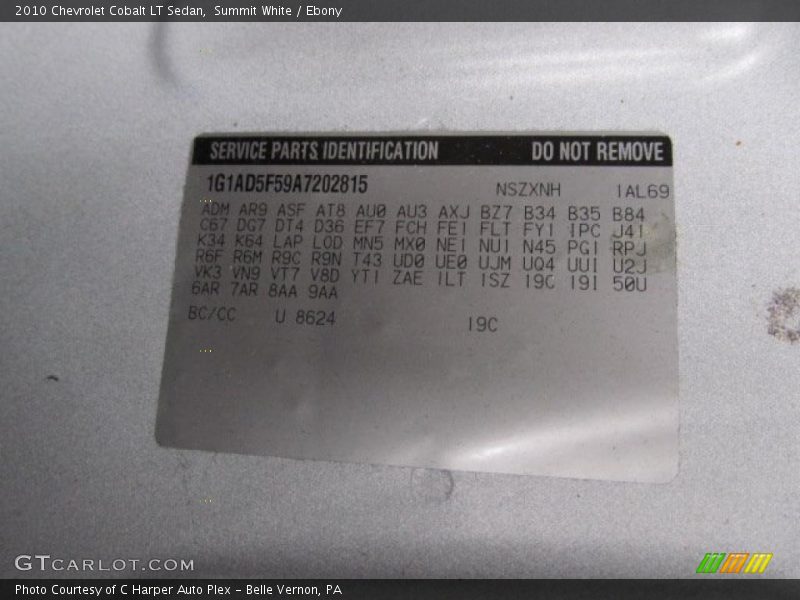 2010 Chevrolet Cobalt LT Sedan, Summit White / Ebony
SERVICE PARTS IDENTIFICATION DO NOT REMOVE
1G1AD5F59A7202815 NSZXNH 1AL69
ADM AR9 ASF AT8 AU0 AU3 AXJ BZ7 B34 B35 B84
C67 DG7 DT4 D36 EF7 FCH FE1 FLT FY1 IPC J41
K34 K64 LAP LOD MN5 MX0 NE1 NU1 N45 PG1 RPJ
R6F R6M R9C R9N T43 UD0 UE0 UJM UQ4 UU1 U2J
VK3 VN9 VT7 V8D YT1 ZAE 1LT 1SZ 19C 19I 50U
6AR 7AR 8AA 9AA
BC/CC U 8624 19C
GTCARLOT.COM
Photo Courtesy of C Harper Auto Plex - Belle Vernon, PA